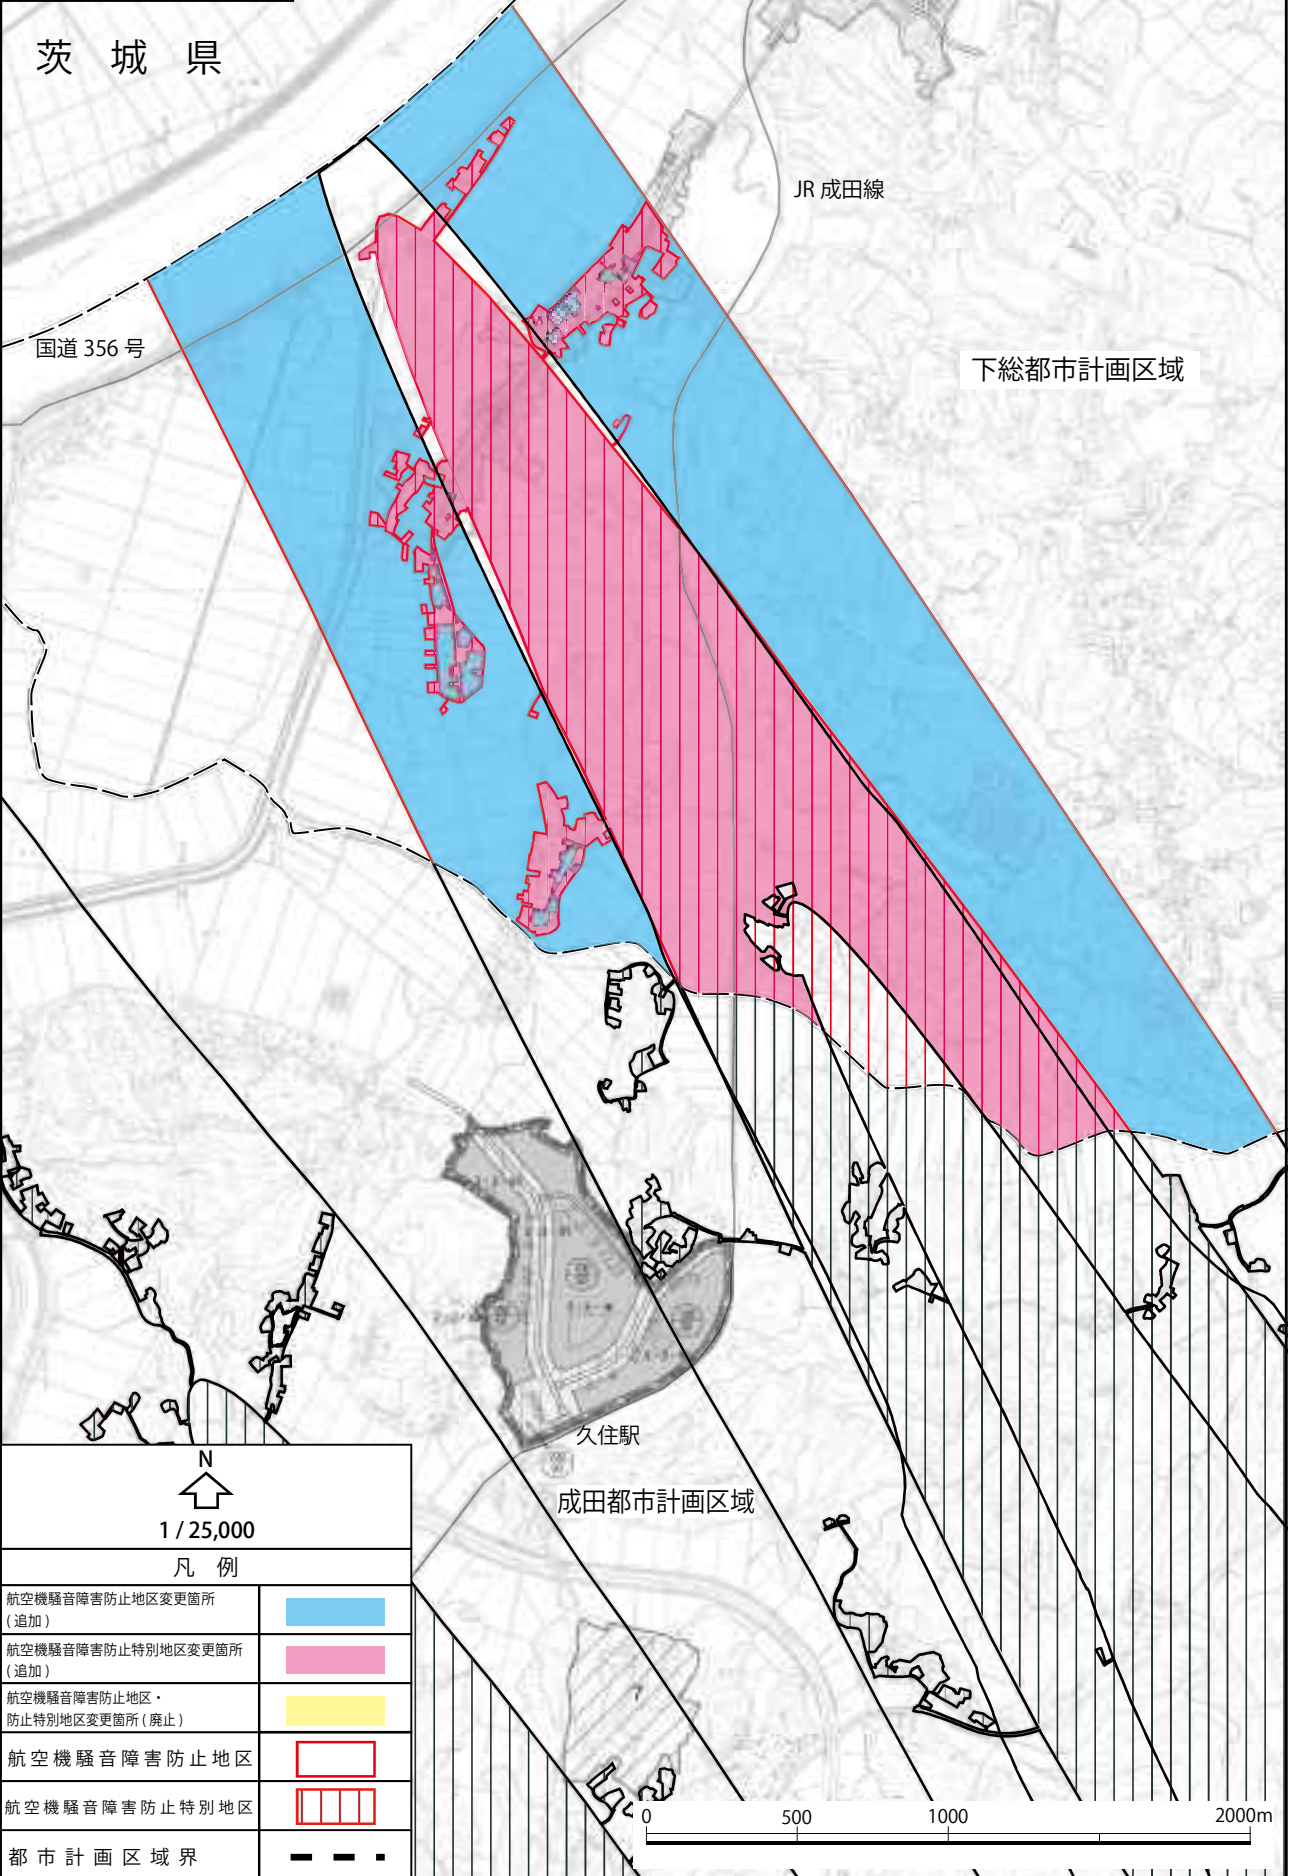 茨城県
JR 成田線
国道 356 号
下総都市計画区域
久住駅
成田都市計画区域
N
1 / 25,000
凡 例
航空機騒音障害防止地区変更箇所
( 追加 )
航空機騒音障害防止特別地区変更箇所
( 追加 )
航空機騒音障害防止地区・
防止特別地区変更箇所 ( 廃止 )
航空機騒音障害防止地区
航空機騒音障害防止特別地区
都市計画区域界
0 500 1000 2000m